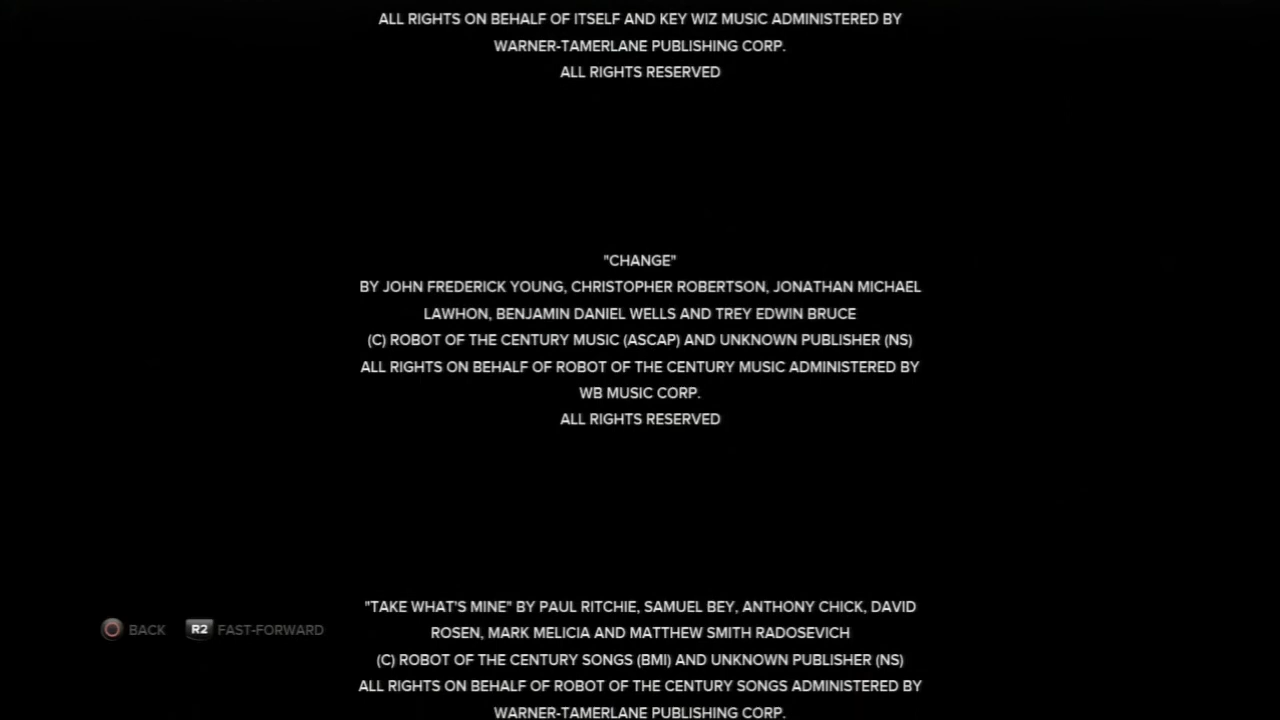 ALL RIGHTS ON BEHALF OF ITSELF AND KEY WIZ MUSIC ADMINISTERED BY
WARNER-TAMERLANE PUBLISHING CORP.
ALL RIGHTS RESERVED
"CHANGE"
BY JOHN FREDERICK YOUNG, CHRISTOPHER ROBERTSON, JONATHAN MICHAEL
LAWHON, BENJAMIN DANIEL WELLS AND TREY EDWIN BRUCE
(C) ROBOT OF THE CENTURY MUSIC (ASCAP) AND UNKNOWN PUBLISHER (NS)
ALL RIGHTS ON BEHALF OF ROBOT OF THE CENTURY MUSIC ADMINISTERED BY
WB MUSIC CORP.
ALL RIGHTS RESERVED
"TAKE WHAT'S MINE" BY PAUL RITCHIE, SAMUEL BEY, ANTHONY CHICK, DAVID
ROSEN, MARK MELICIA AND MATTHEW SMITH RADOSEVICH
(C) ROBOT OF THE CENTURY SONGS (BMI) AND UNKNOWN PUBLISHER (NS)
ALL RIGHTS ON BEHALF OF ROBOT OF THE CENTURY SONGS ADMINISTERED BY
WARNER-TAMERLANE PUBLISHING CORP.
BACK R2 FAST-FORWARD